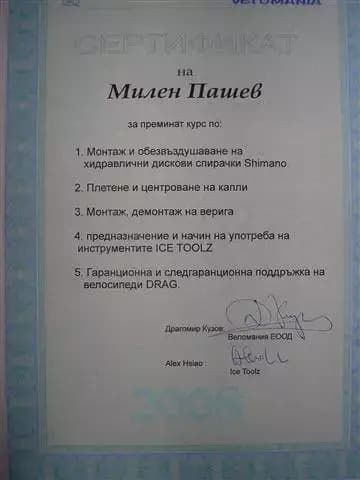 VELOMANIA
СЕРТИФИКАТ
на
Милен Пашев
за преминат курс по:
1. Монтаж и обезвъздушаване на
хидравлични дискови спирачки Shimano
2. Плетене и центроване на капли
3. Монтаж, демонтаж на верига
4. предназначение и начин на употреба на
инструментите ICE TOOLZ
5. Гаранционна и следгаранционна поддръжка на
велосипеди DRAG.
Драгомир Кузов:
Веломания ЕООД
Alex Hsiao
Ice Toolz